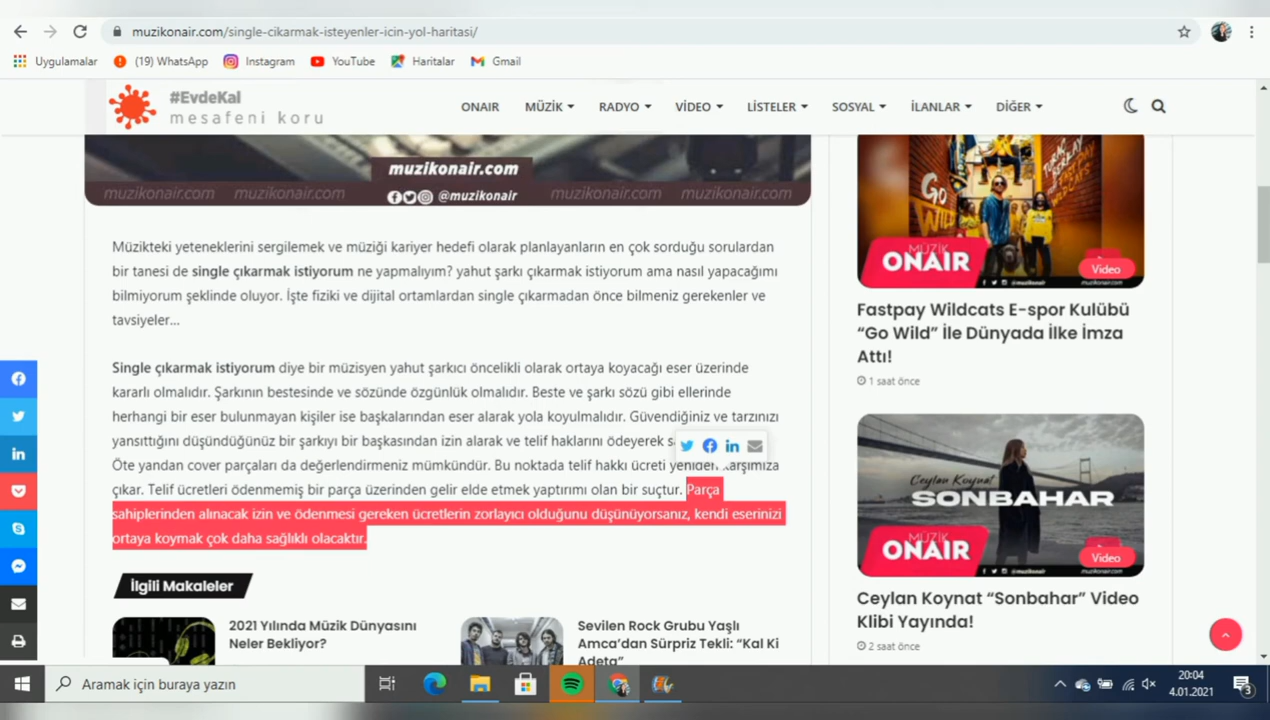 muzikonair.com/single-cikarmak-isteyenler-icin-yol-haritasi/
Uygulamalar
(19) WhatsApp
Instagram
YouTube
Haritalar
Gmail
#EvdeKal
mesafeni koru
ONAIR
MÜZİK
RADYO
VİDEO
LİSTELER
SOSYAL
İLANLAR
DİĞER
muzikonair.com
muzikonair.com
muzikonair.com
@muzikonair
muzikonair.com
muzikonair.com
Müzikteki yeteneklerini sergilemek ve müziği kariyer hedefi olarak planlayanların en çok sorduğu sorulardan
bir tanesi de single çıkarmak istiyorum ne yapmalıyım? yahut şarkı çıkarmak istiyorum ama nasıl yapacağımı
bilmiyorum şeklinde oluyor. İşte fiziki ve dijital ortamlardan single çıkarmadan önce bilmeniz gerekenler ve
tavsiyeler...
Single çıkarmak istiyorum diye bir müzisyen yahut şarkıcı öncelikli olarak ortaya koyacağı eser üzerinde
kararlı olmalıdır. Şarkının bestesinde ve sözünde özgünlük olmalıdır. Beste ve şarkı sözü gibi ellerinde
herhangi bir eser bulunmayan kişiler ise başkalarından eser alarak yola koyulmalıdır. Güvendiğiniz ve tarzınızı
yansıttığını düşündüğünüz bir şarkıyı bir başkasından izin alarak ve telif haklarını ödeyerek
Öte yandan cover parçaları da değerlendirmeniz mümkündür. Bu noktada telif hakkı ücreti yeniden karşımıza
çıkar. Telif ücretleri ödenmemiş bir parça üzerinden gelir elde etmek yaptırımı olan bir suçtur. Parça
sahiplerinden alınacak izin ve ödenmesi gereken ücretlerin zorlayıcı olduğunu düşünüyorsanız, kendi eserinizi
ortaya koymak çok daha sağlıklı olacaktır.
İlgili Makaleler
2021 Yılında Müzik Dünyasını
Neler Bekliyor?
Sevilen Rock Grubu Yaşlı
Amca'dan Sürpriz Tekli: "Kal Ki
Adeta"
GO
WILD
MÜZİK
ONAIR
Video
Fastpay Wildcats E-spor Kulübü
"Go Wild" İle Dünyada İlke İmza
Attı!
1 saat önce
Ceylan Koynat
SONBAHAR
MÜZİK
ONAIR
Video
Ceylan Koynat "Sonbahar" Video
Klibi Yayında!
2 saat önce
Aramak için buraya yazın
20:04
4.01.2021
3